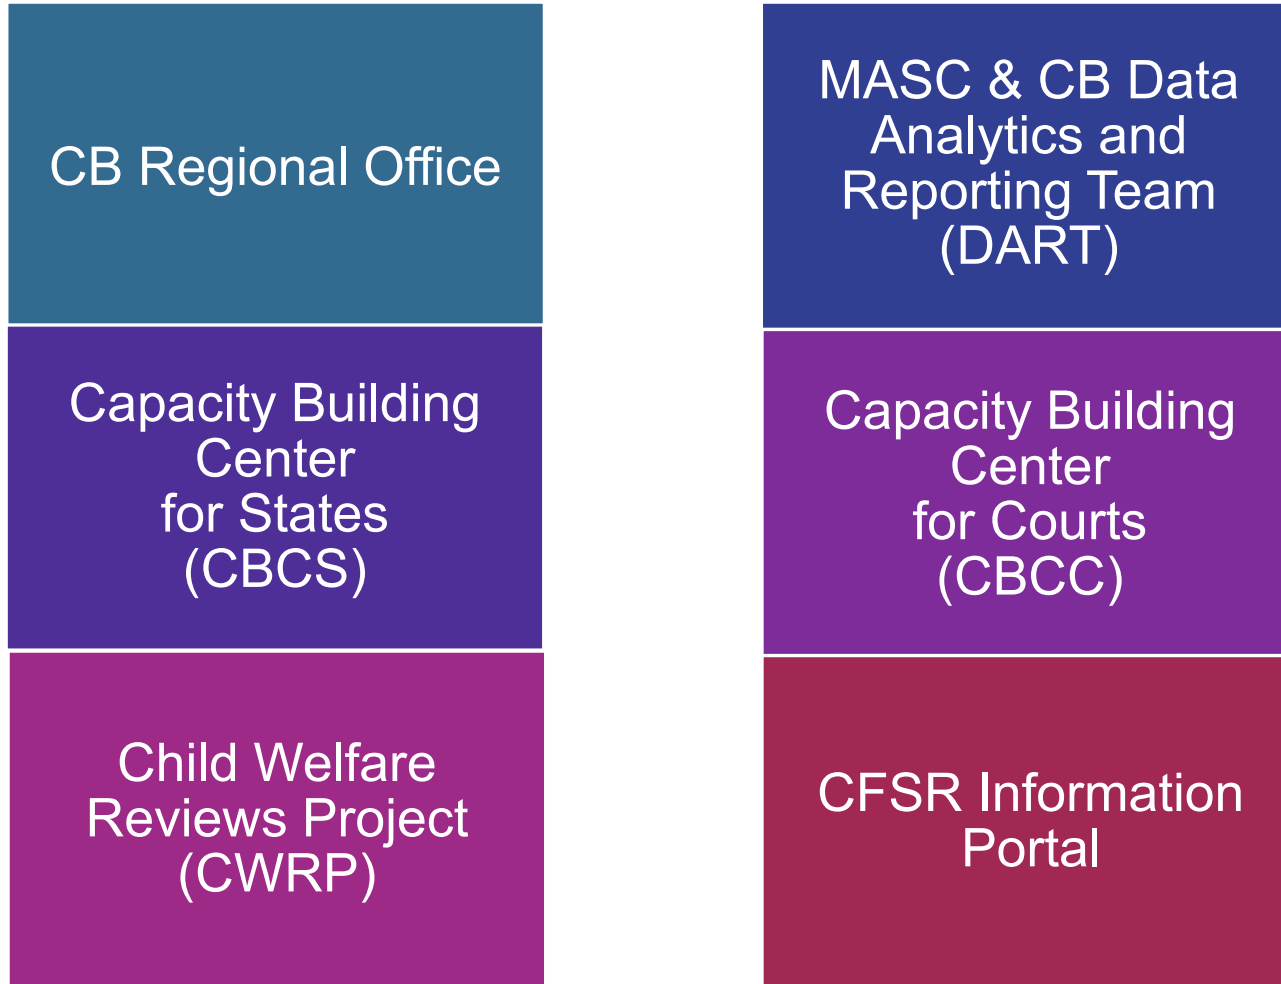 CB Regional Office
MASC & CB Data
Analytics and
Reporting Team
(DART)
Capacity Building
Center
for States
(CBCS)
Capacity Building
Center
for Courts
(CBCC)
Child Welfare
Reviews Project
(CWRP)
CFSR Information
Portal